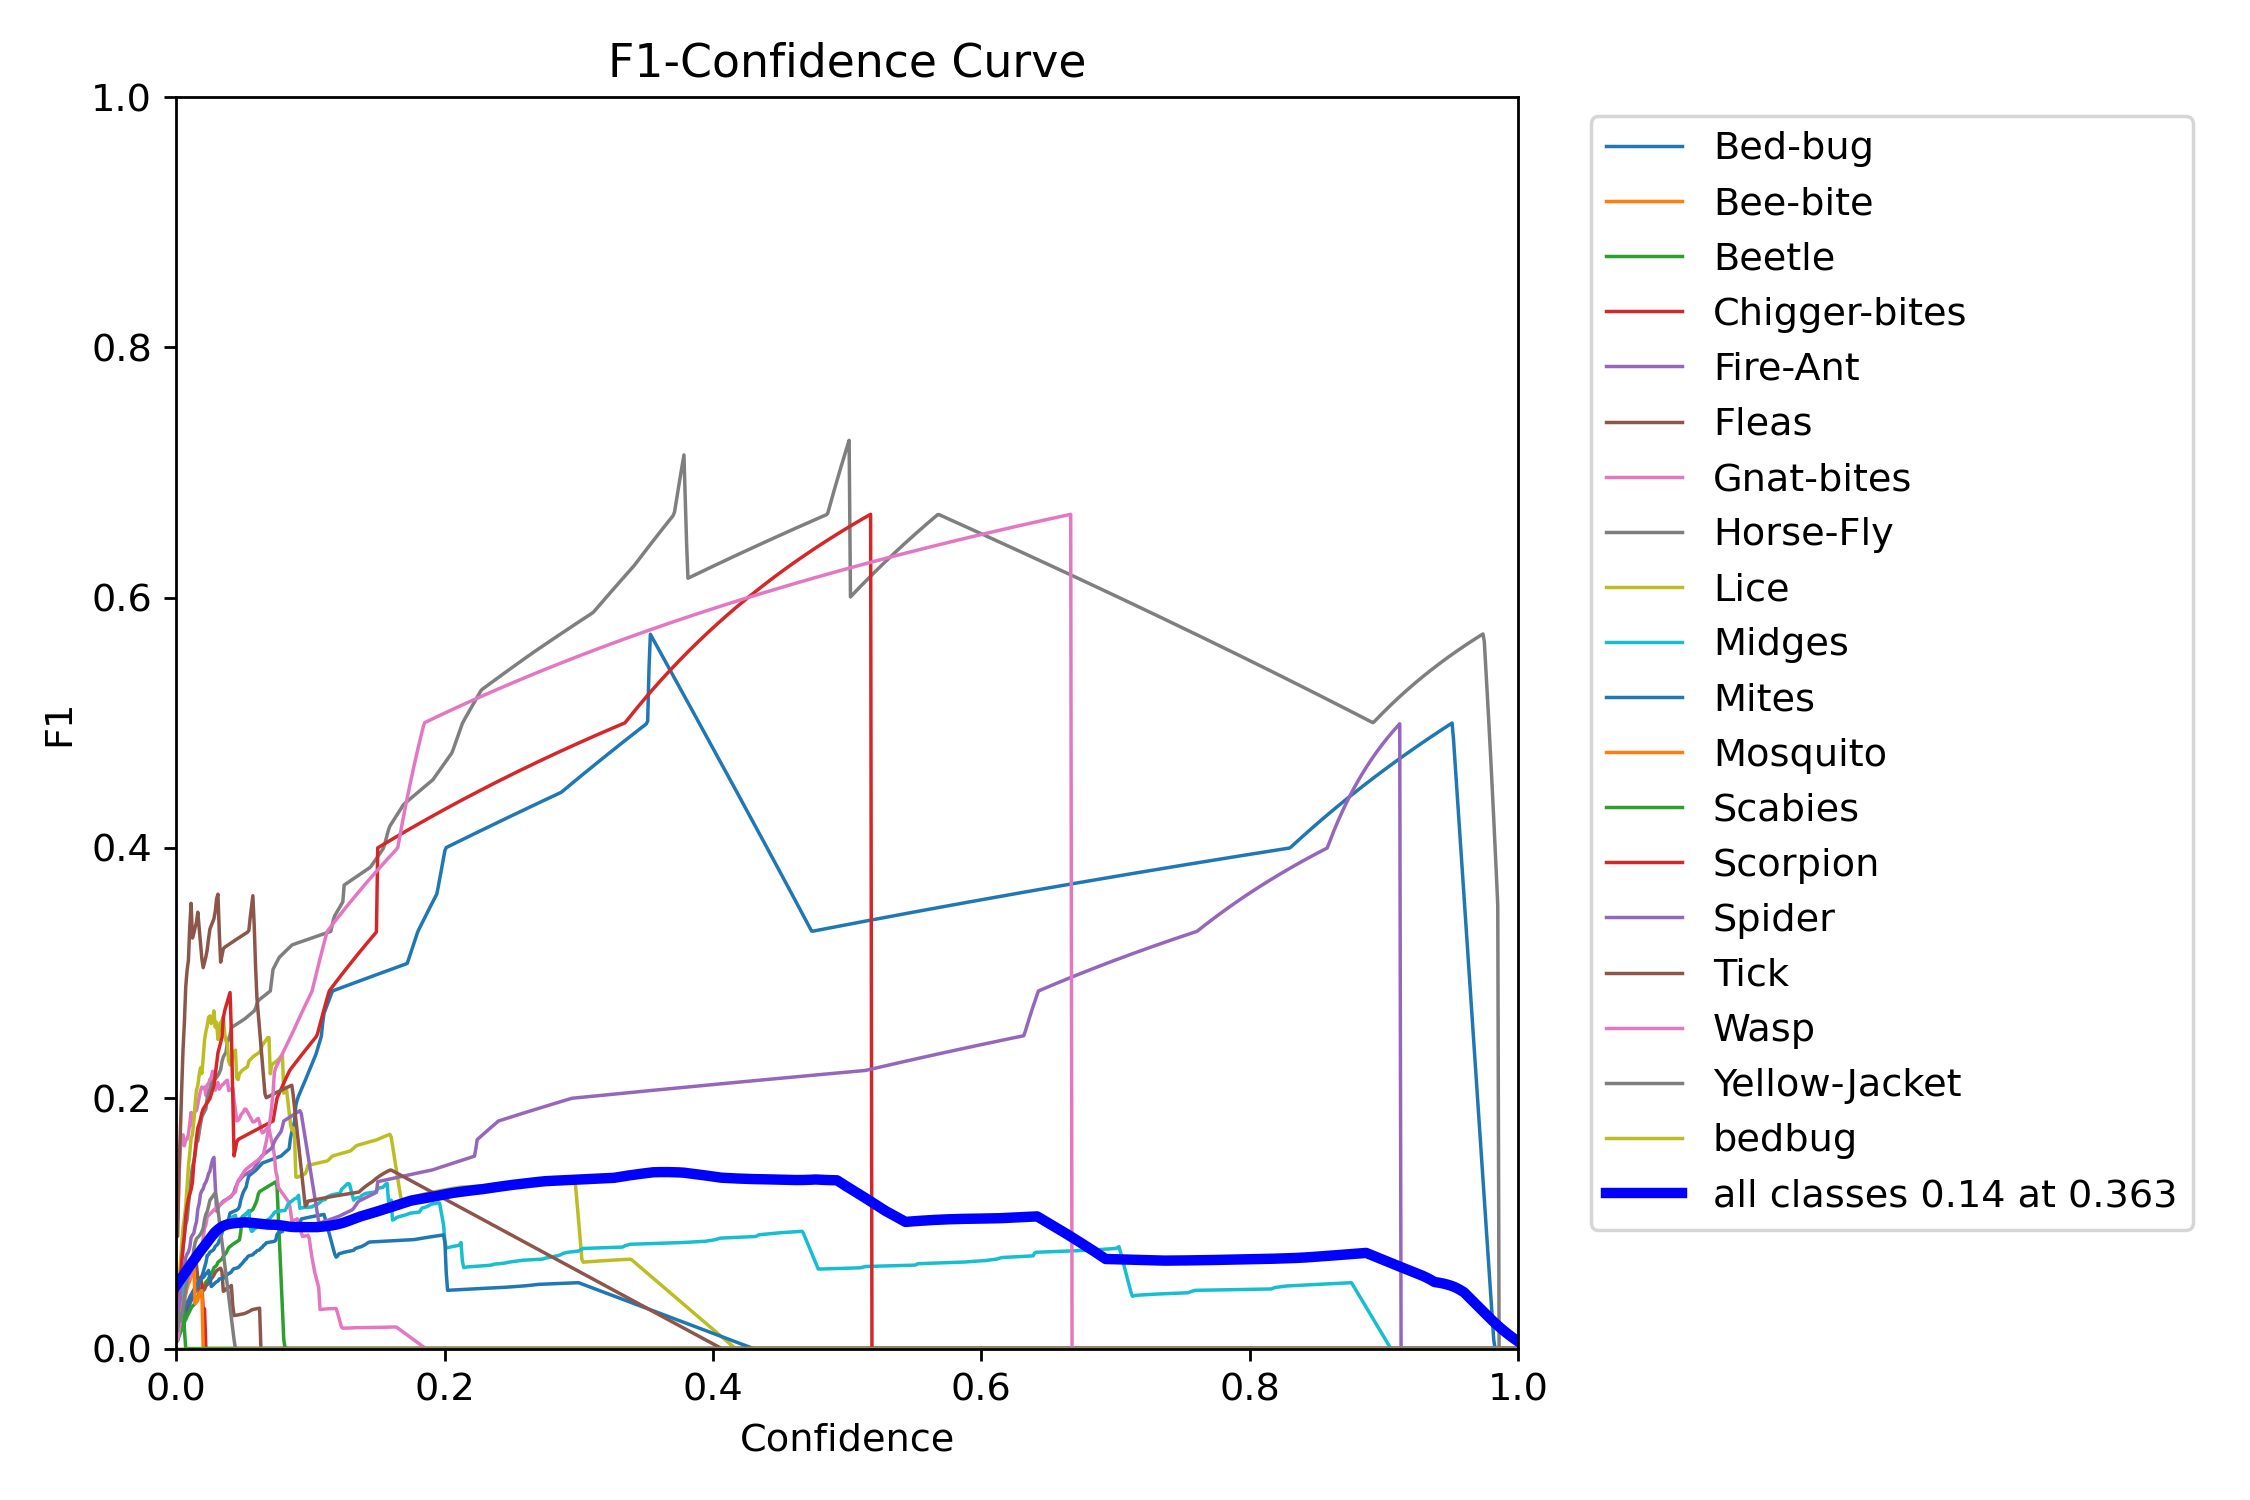 F1-Confidence Curve
1.0
0.8
0.6
0.4
0.2
0.0
F1
0.0 0.2 0.4 0.6 0.8 1.0
Confidence
Bed-bug
Bee-bite
Beetle
Chigger-bites
Fire-Ant
Fleas
Gnat-bites
Horse-Fly
Lice
Midges
Mites
Mosquito
Scabies
Scorpion
Spider
Tick
Wasp
Yellow-Jacket
bedbug
all classes 0.14 at 0.363